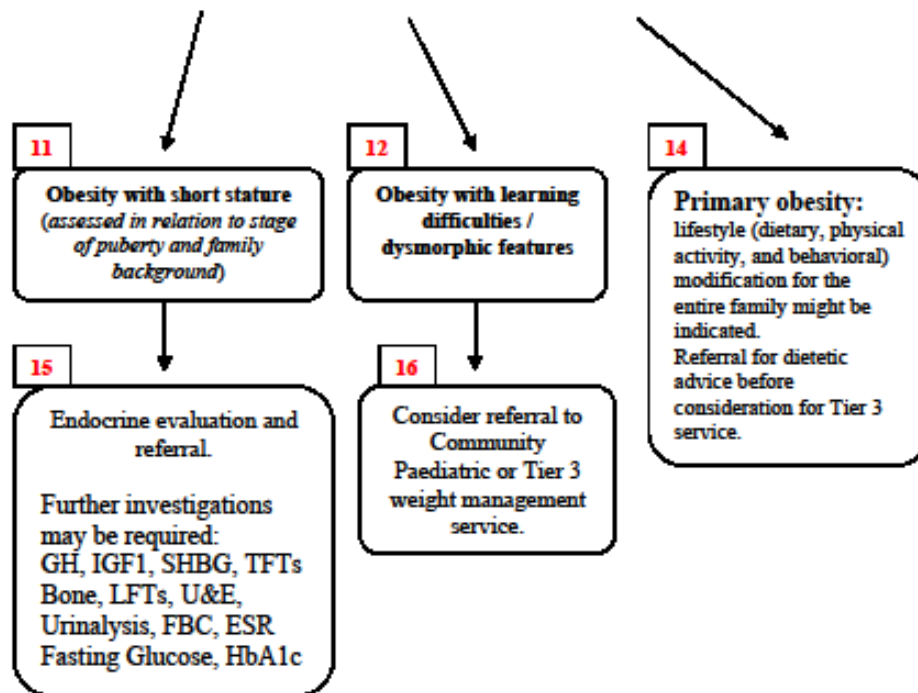 11
Obesity with short stature
(assessed in relation to stage
of puberty and family
background)
12
Obesity with learning
difficulties /
dysmorphic features
14
Primary obesity:
lifestyle (dietary, physical
activity, and behavioral)
modification for the
entire family might be
indicated.
Referral for dietetic
advice before
consideration for Tier 3
service.
15
Endocrine evaluation and
referral.
Further investigations
may be required:
GH, IGF1, SHBG, TFTs
Bone, LFTs, U&E,
Urinalysis, FBC, ESR
Fasting Glucose, HbA1c
16
Consider referral to
Community
Paediatric or Tier 3
weight management
service.